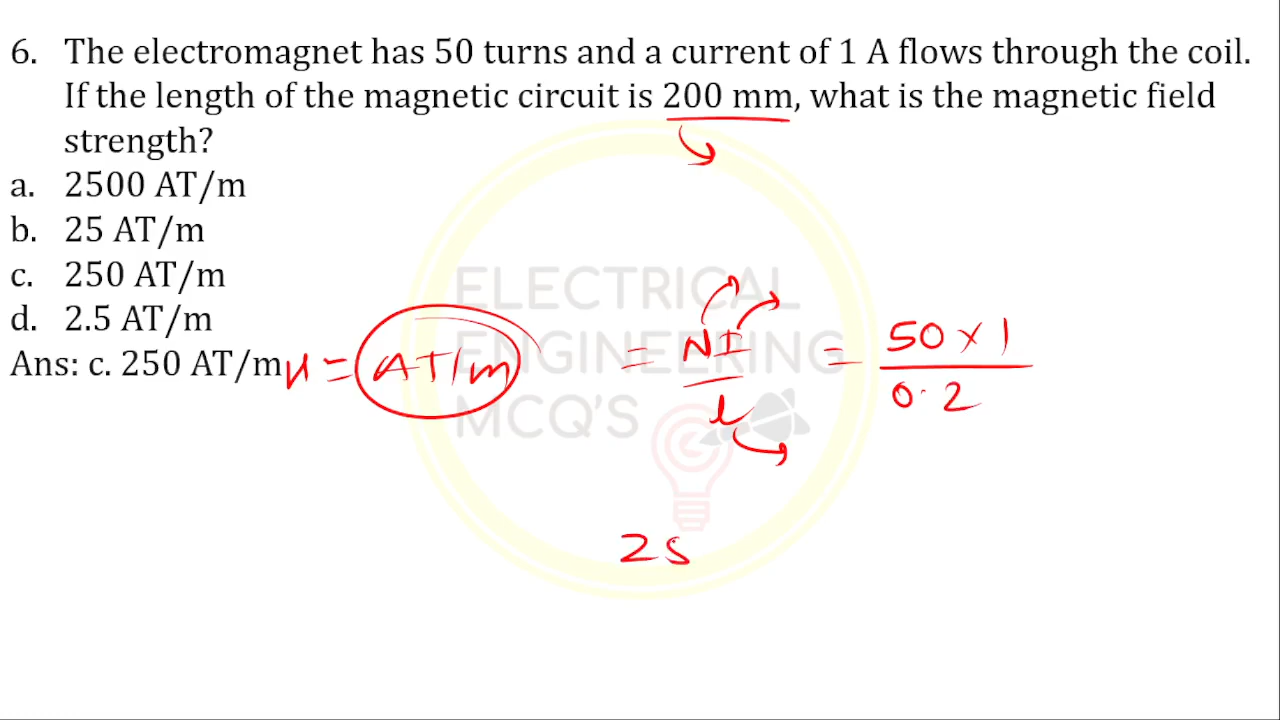 6. The electromagnet has 50 turns and a current of 1 A flows through the coil.
If the length of the magnetic circuit is 200 mm, what is the magnetic field
strength?
a. 2500 AT/m
b. 25 AT/m
c. 250 AT/m
d. 2.5 AT/m
Ans: c. 250 AT/m
H = AT/m = NI / l = 50 × 1 / 0.2
25
ELECTRICAL
ENGINEERING
MCQ'S